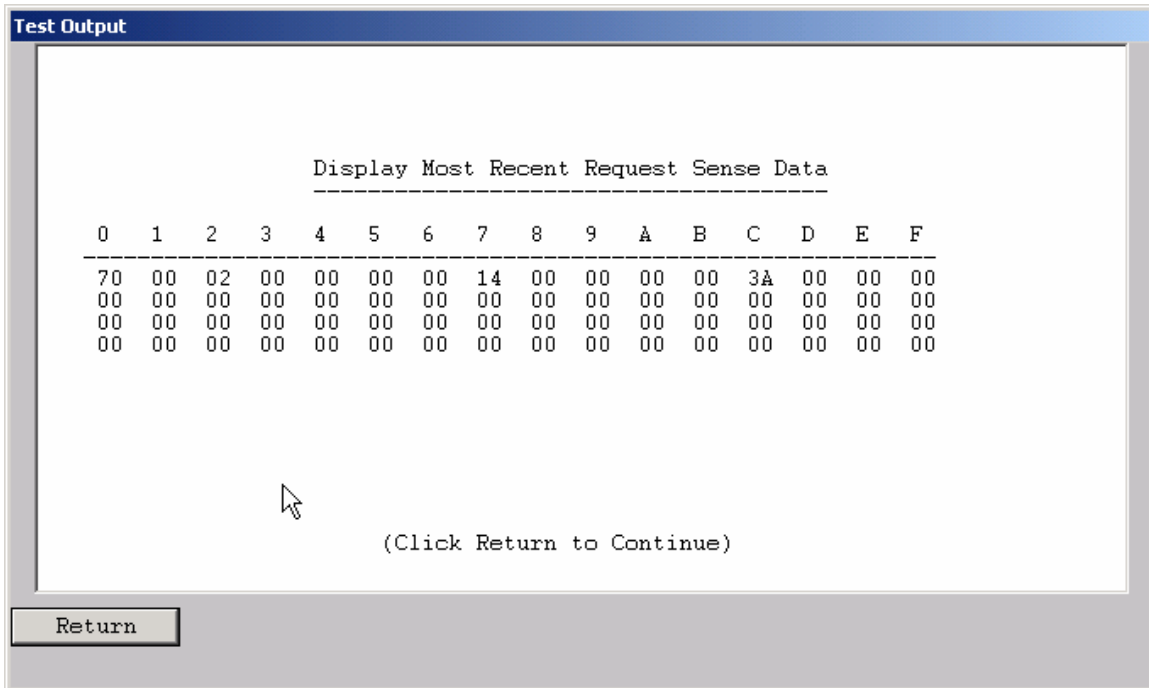 Test Output
Display Most Recent Request Sense Data
--------------------------------------
0 1 2 3 4 5 6 7 8 9 A B C D E F
---------------------------------------------------------------
70 00 02 00 00 00 00 14 00 00 00 00 3A 00 00 00
00 00 00 00 00 00 00 00 00 00 00 00 00 00 00 00
00 00 00 00 00 00 00 00 00 00 00 00 00 00 00 00
00 00 00 00 00 00 00 00 00 00 00 00 00 00 00 00
(Click Return to Continue)
Return